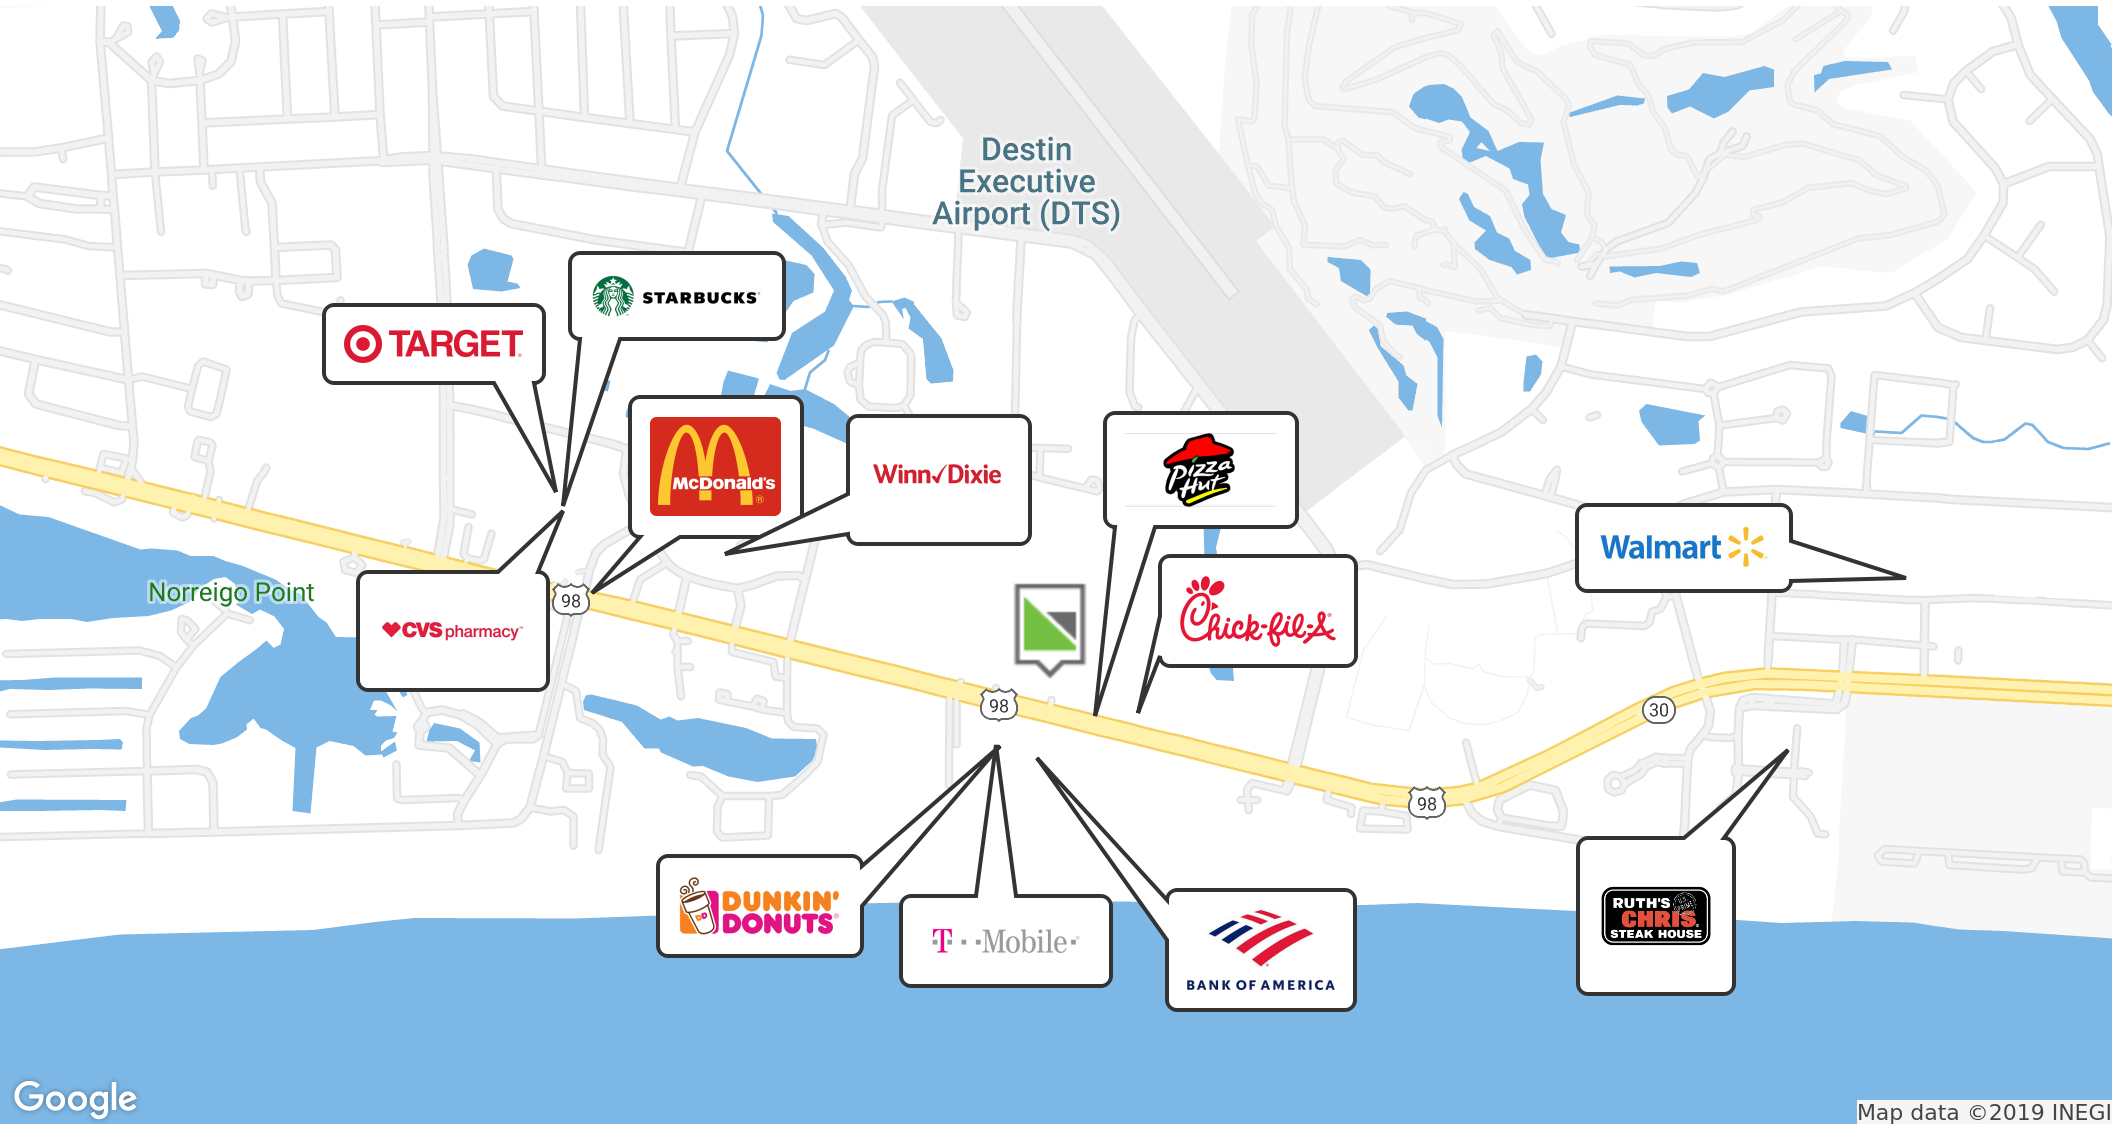 Destin
Executive
Airport (DTS)
STARBUCKS
TARGET
McDonald's
Winn Dixie
Pizza
Hut
Walmart
Chick-fil-A
Norreigo Point
98
CVS pharmacy
98
30
98
DUNKIN'
DONUTS
DD
T··Mobile·
BANK OF AMERICA
RUTH'S
CHRIS
STEAK HOUSE
Google
Map data ©2019 INEGI